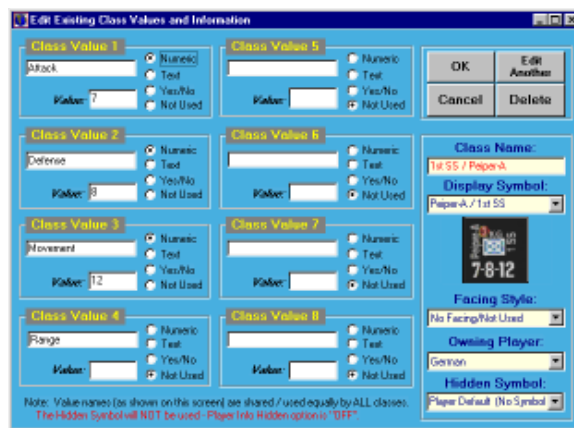 Edit Existing Class Values and Information
Class Value 1
Attack
Numeric
Text
Yes/No
Not Used
Value: 7
Class Value 2
Defense
Numeric
Text
Yes/No
Not Used
Value: 8
Class Value 3
Movement
Numeric
Text
Yes/No
Not Used
Value: 12
Class Value 4
Range
Numeric
Text
Yes/No
Not Used
Value:
Class Value 5
Numeric
Text
Yes/No
Not Used
Value:
Class Value 6
Numeric
Text
Yes/No
Not Used
Value:
Class Value 7
Numeric
Text
Yes/No
Not Used
Value:
Class Value 8
Numeric
Text
Yes/No
Not Used
Value:
OK
Edit
Another
Cancel
Delete
Class Name:
1st SS / Peiper-A
Display Symbol:
Peiper-A / 1st SS
Peiper-A
1 SS
7-8-12
Facing Style:
No Facing/Not Used
Owning Player:
German
Hidden Symbol:
Player Default (No Symbol
Note: Value names (as shown on this screen) are shared / used equally by ALL classes.
The Hidden Symbol will NOT be used - Player Info Hidden option is "OFF"